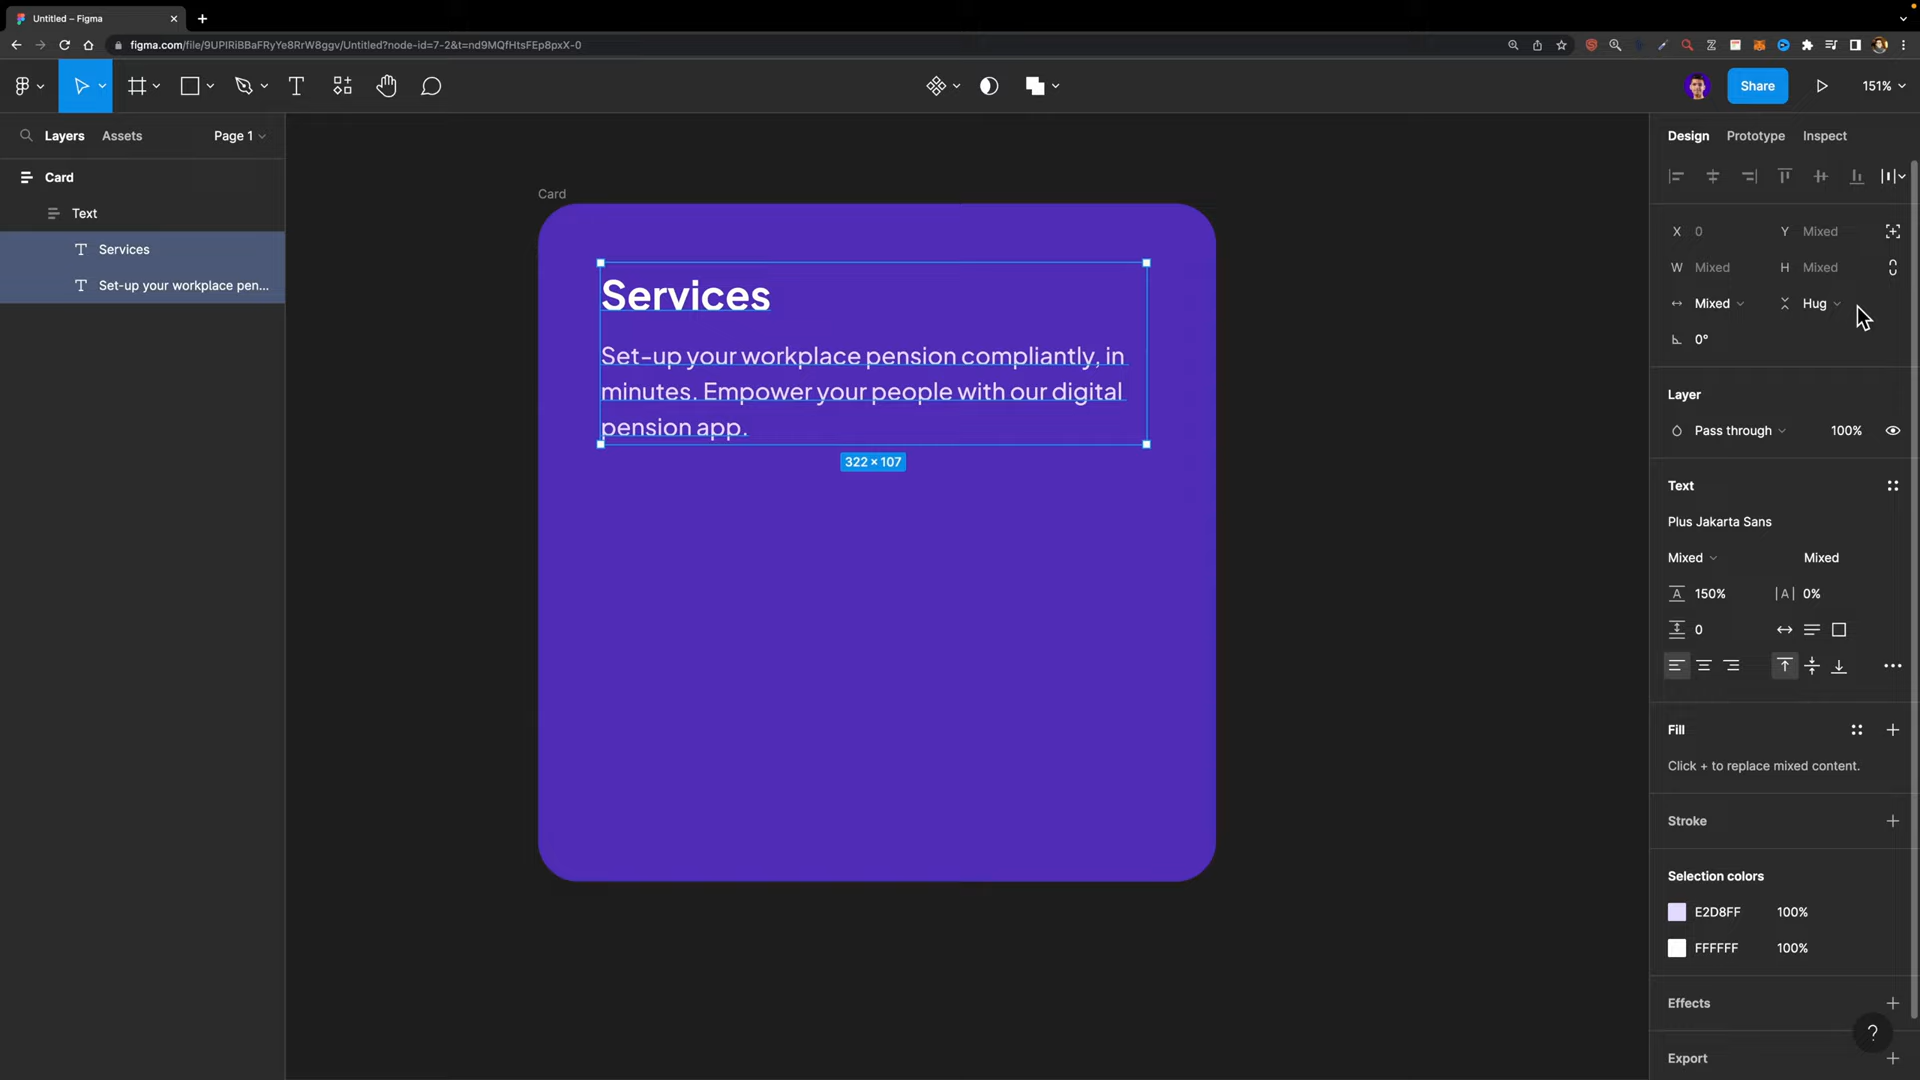 Untitled – Figma
figma.com/file/9UPIRiBBaFRyYe8RrW8ggv/Untitled?node-id=7-2&t=nd9MQfHtsFEp8pxX-0
Share
151%
Layers
Assets
Page 1
Design
Prototype
Inspect
Card
Text
Services
Set-up your workplace pen...
Card
Services
Set-up your workplace pension compliantly, in
minutes. Empower your people with our digital
pension app.
322 × 107
X 0
Y Mixed
W Mixed
H Mixed
Mixed
Hug
0°
Layer
Pass through
100%
Text
Plus Jakarta Sans
Mixed
Mixed
A 150%
|A| 0%
0
Fill
Click + to replace mixed content.
Stroke
Selection colors
E2D8FF 100%
FFFFFF 100%
Effects
?
Export